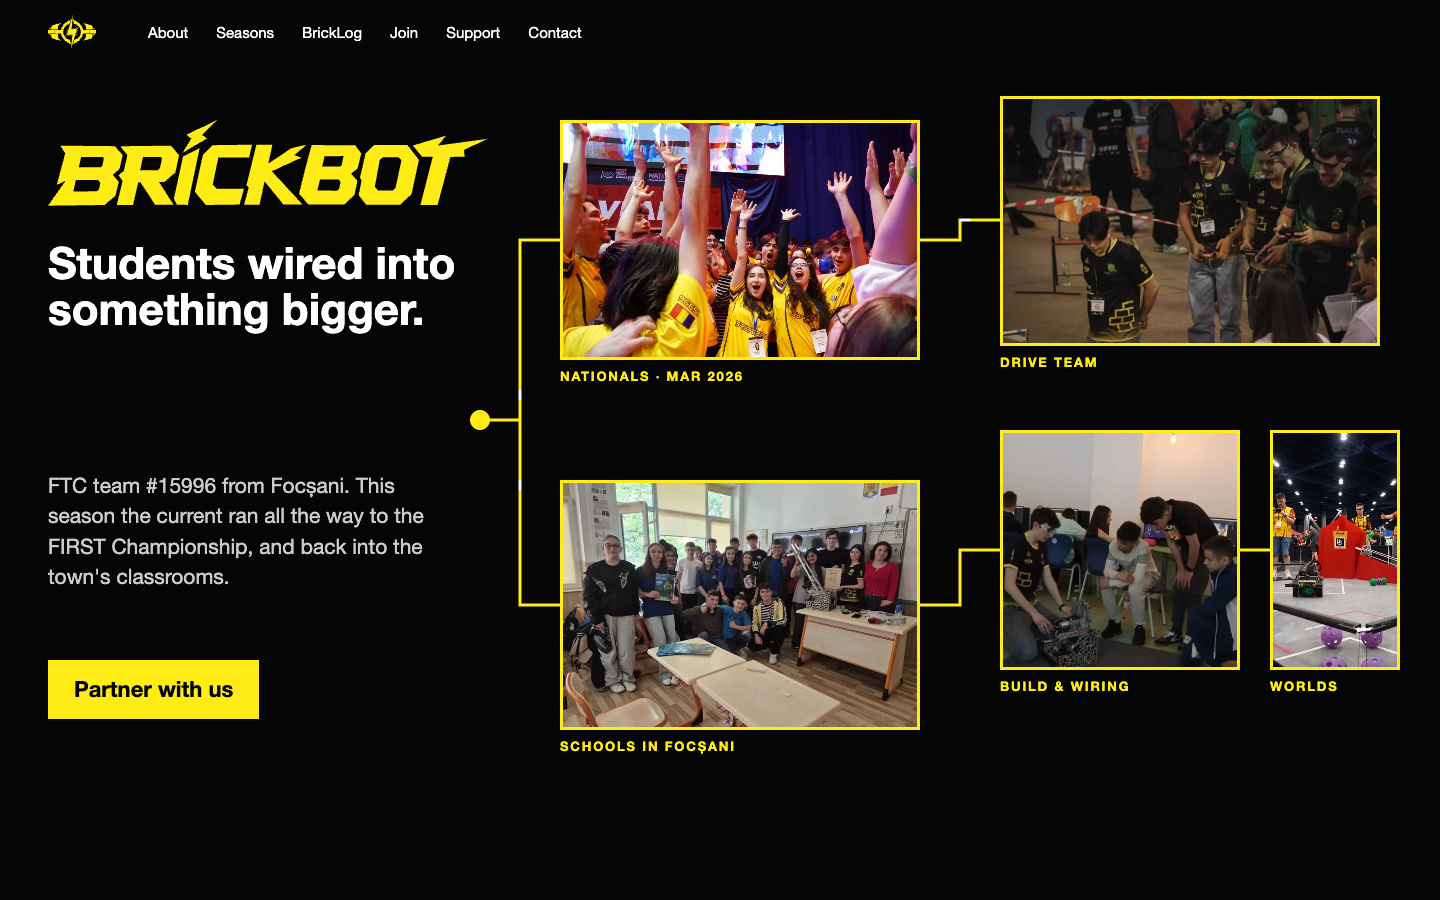 About
Seasons
BrickLog
Join
Support
Contact
BRICKBOT
Students wired into
something bigger.
FTC team #15996 from Focșani. This
season the current ran all the way to the
FIRST Championship, and back into the
town's classrooms.
Partner with us
NATIONALS · MAR 2026
DRIVE TEAM
SCHOOLS IN FOCȘANI
BUILD & WIRING
WORLDS